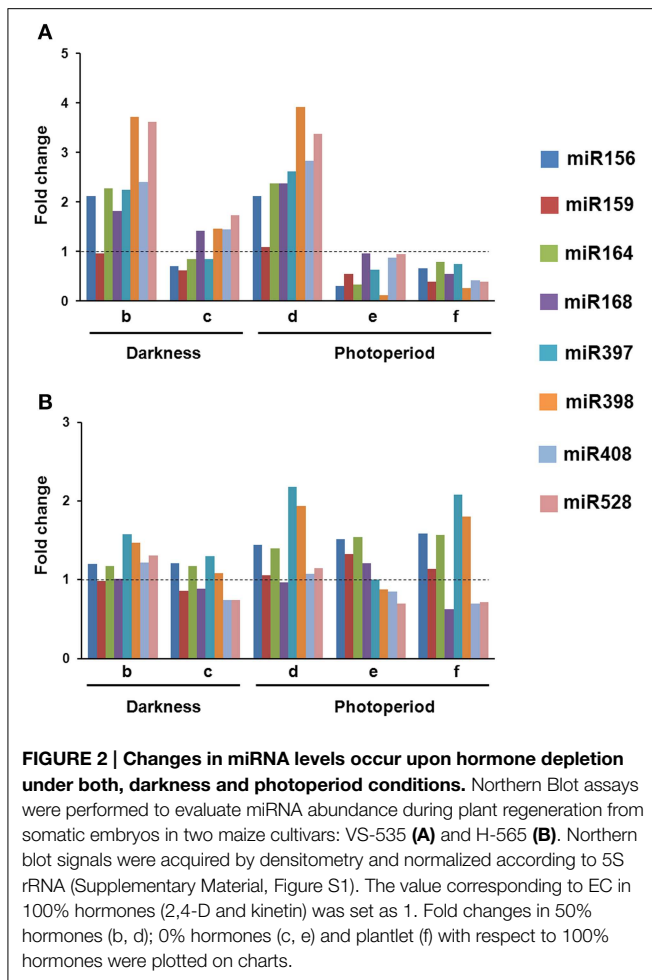 A
5
4
3
2
1
0
Fold change
b c d e f
Darkness Photoperiod
miR156
miR159
miR164
miR168
miR397
miR398
miR408
miR528
B
3
2
1
0
Fold change
b c d e f
Darkness Photoperiod
FIGURE 2 | Changes in miRNA levels occur upon hormone depletion
under both, darkness and photoperiod conditions. Northern Blot assays
were performed to evaluate miRNA abundance during plant regeneration from
somatic embryos in two maize cultivars: VS-535 (A) and H-565 (B). Northern
blot signals were acquired by densitometry and normalized according to 5S
rRNA (Supplementary Material, Figure S1). The value corresponding to EC in
100% hormones (2,4-D and kinetin) was set as 1. Fold changes in 50%
hormones (b, d); 0% hormones (c, e) and plantlet (f) with respect to 100%
hormones were plotted on charts.